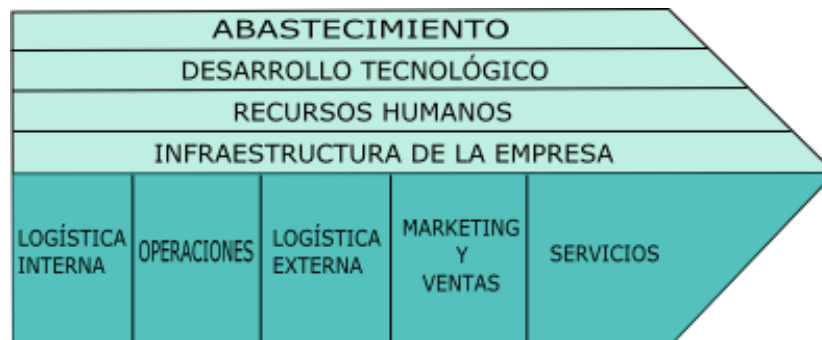 ABASTECIMIENTO
DESARROLLO TECNOLÓGICO
RECURSOS HUMANOS
INFRAESTRUCTURA DE LA EMPRESA
LOGÍSTICA
INTERNA
OPERACIONES
LOGÍSTICA
EXTERNA
MARKETING
Y
VENTAS
SERVICIOS